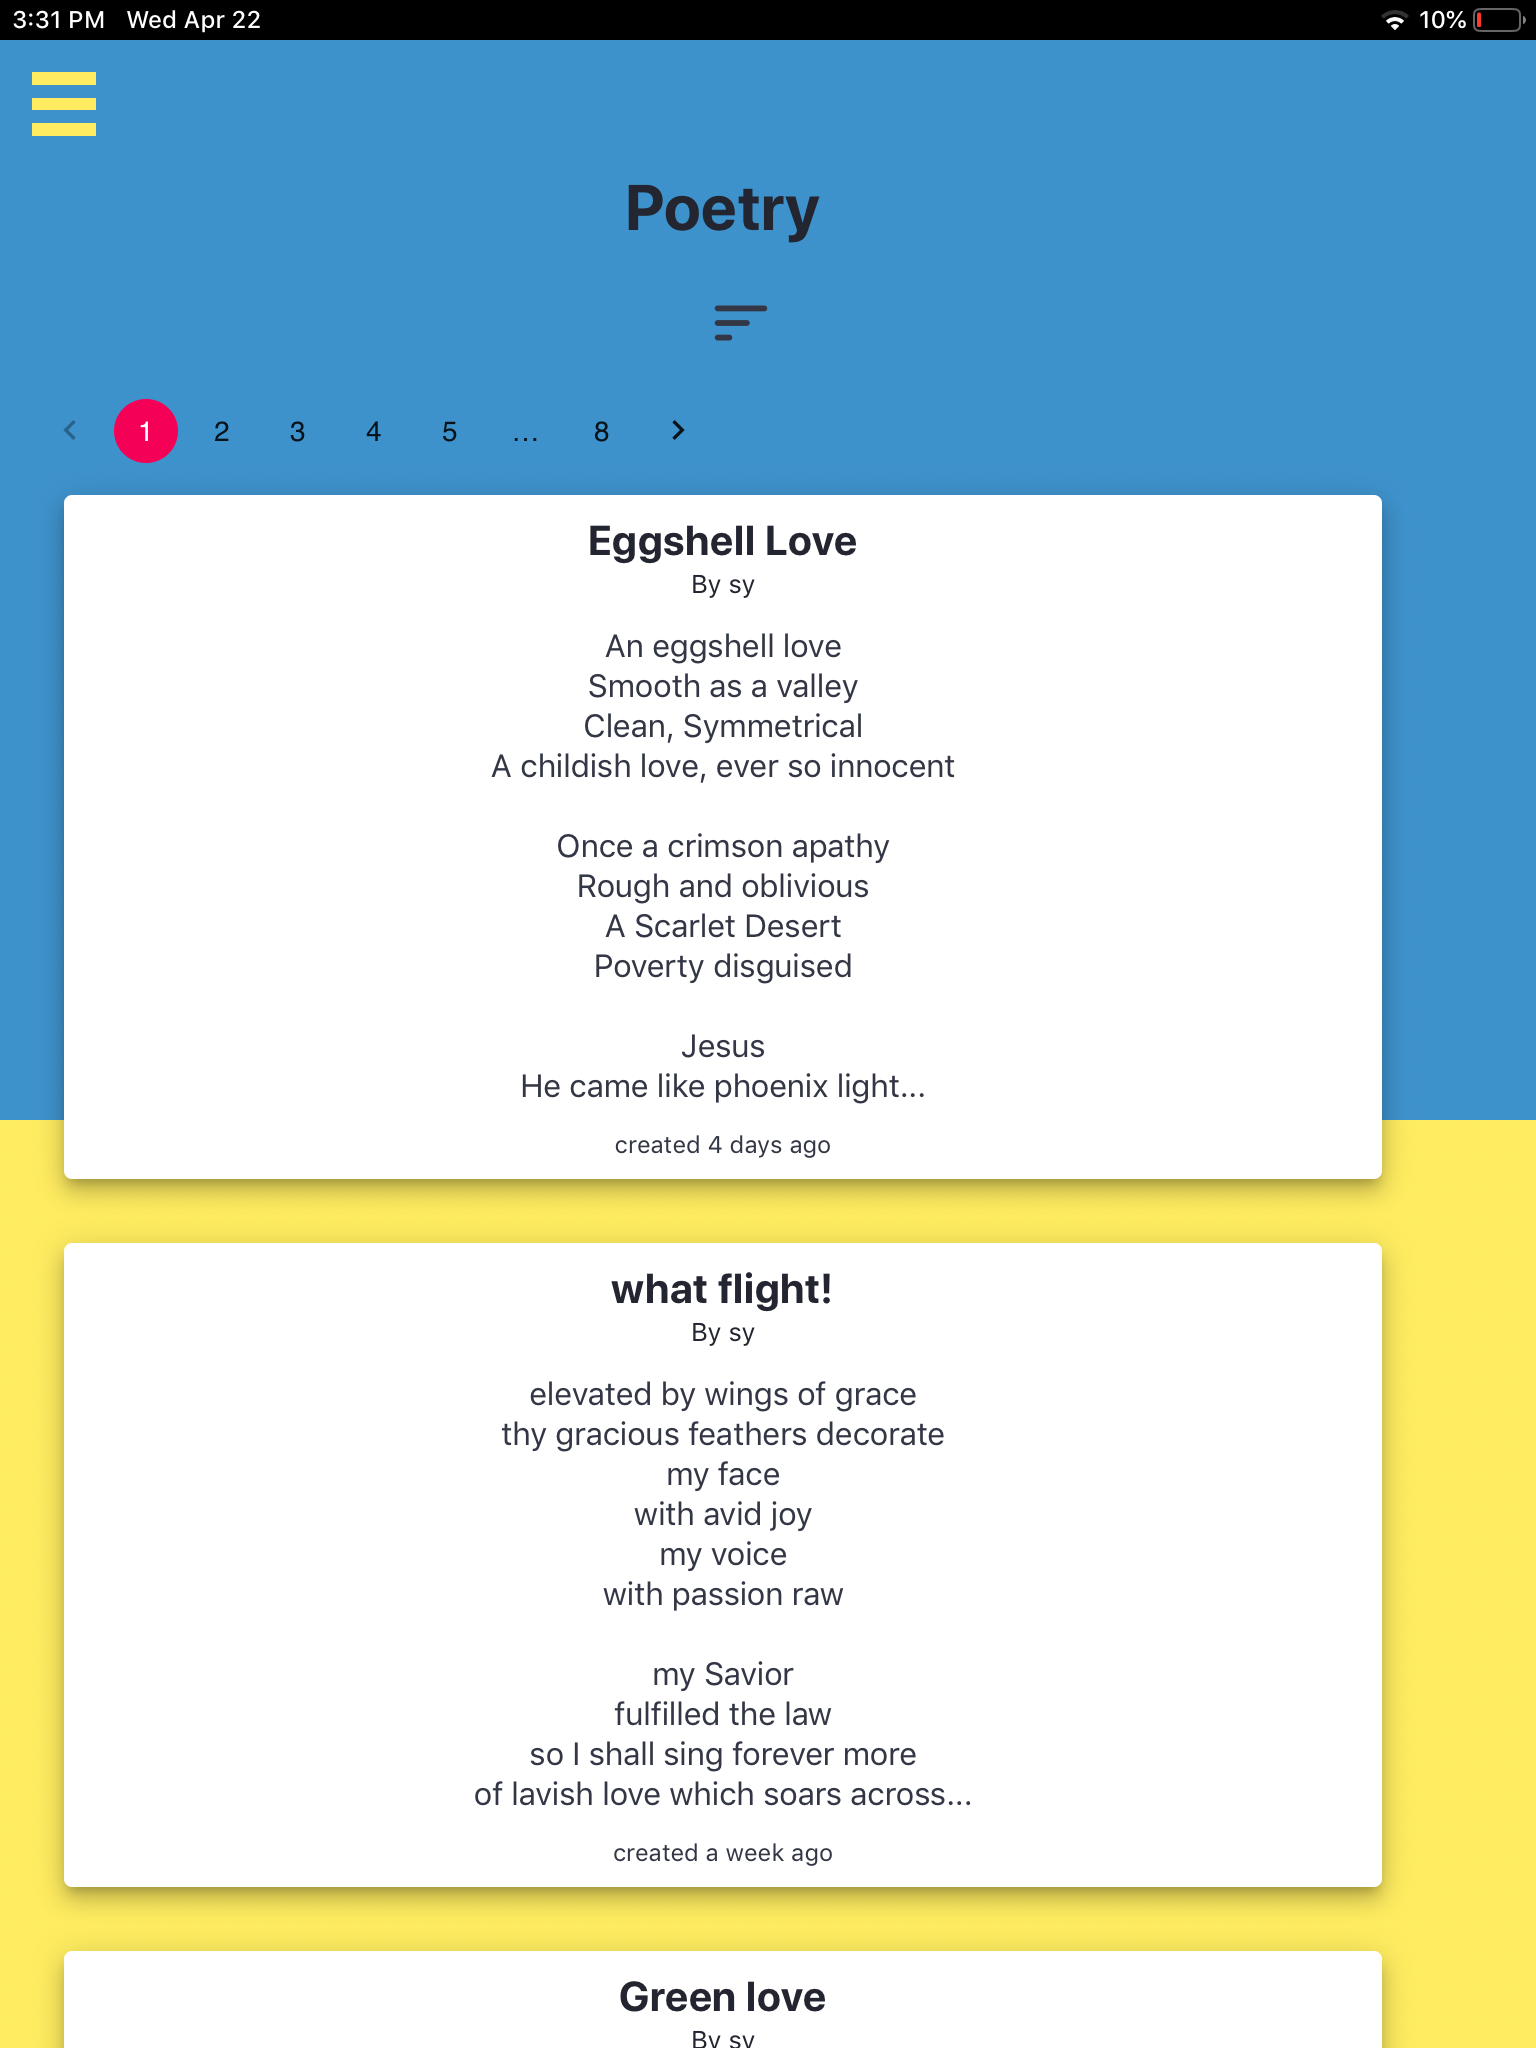 3:31 PM Wed Apr 22 10%
Poetry
1 2 3 4 5 ... 8
Eggshell Love
By sy
An eggshell love
Smooth as a valley
Clean, Symmetrical
A childish love, ever so innocent
Once a crimson apathy
Rough and oblivious
A Scarlet Desert
Poverty disguised
Jesus
He came like phoenix light...
created 4 days ago
what flight!
By sy
elevated by wings of grace
thy gracious feathers decorate
my face
with avid joy
my voice
with passion raw
my Savior
fulfilled the law
so I shall sing forever more
of lavish love which soars across...
created a week ago
Green love
By sy